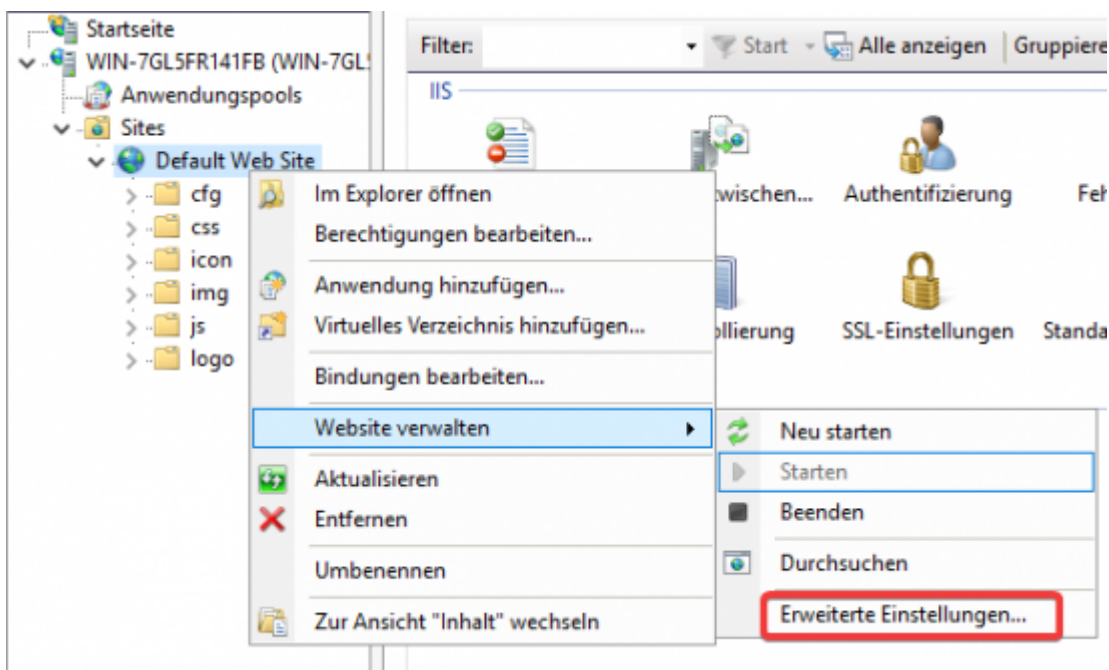 Startseite
WIN-7GL5FR141FB (WIN-7GL5
Anwendungspools
Sites
Default Web Site
cfg
css
icon
img
js
logo
Filter:
Start
Alle anzeigen
Gruppiere
IIS
wischen...
Authentifizierung
Feh
ollierung
SSL-Einstellungen
Standa
Im Explorer öffnen
Berechtigungen bearbeiten...
Anwendung hinzufügen...
Virtuelles Verzeichnis hinzufügen...
Bindungen bearbeiten...
Website verwalten
Aktualisieren
Entfernen
Umbenennen
Zur Ansicht "Inhalt" wechseln
Neu starten
Starten
Beenden
Durchsuchen
Erweiterte Einstellungen...